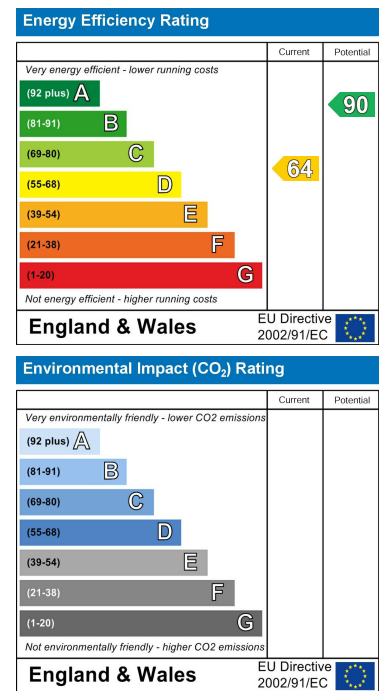 Energy Efficiency Rating
Current Potential
Very energy efficient - lower running costs
(92 plus) A
90
(81-91) B
(69-80) C
64
(55-68) D
(39-54) E
(21-38) F
(1-20) G
Not energy efficient - higher running costs
England & Wales
EU Directive
2002/91/EC
Environmental Impact (CO₂) Rating
Current Potential
Very environmentally friendly - lower CO2 emissions
(92 plus) A
(81-91) B
(69-80) C
(55-68) D
(39-54) E
(21-38) F
(1-20) G
Not environmentally friendly - higher CO2 emissions
England & Wales
EU Directive
2002/91/EC